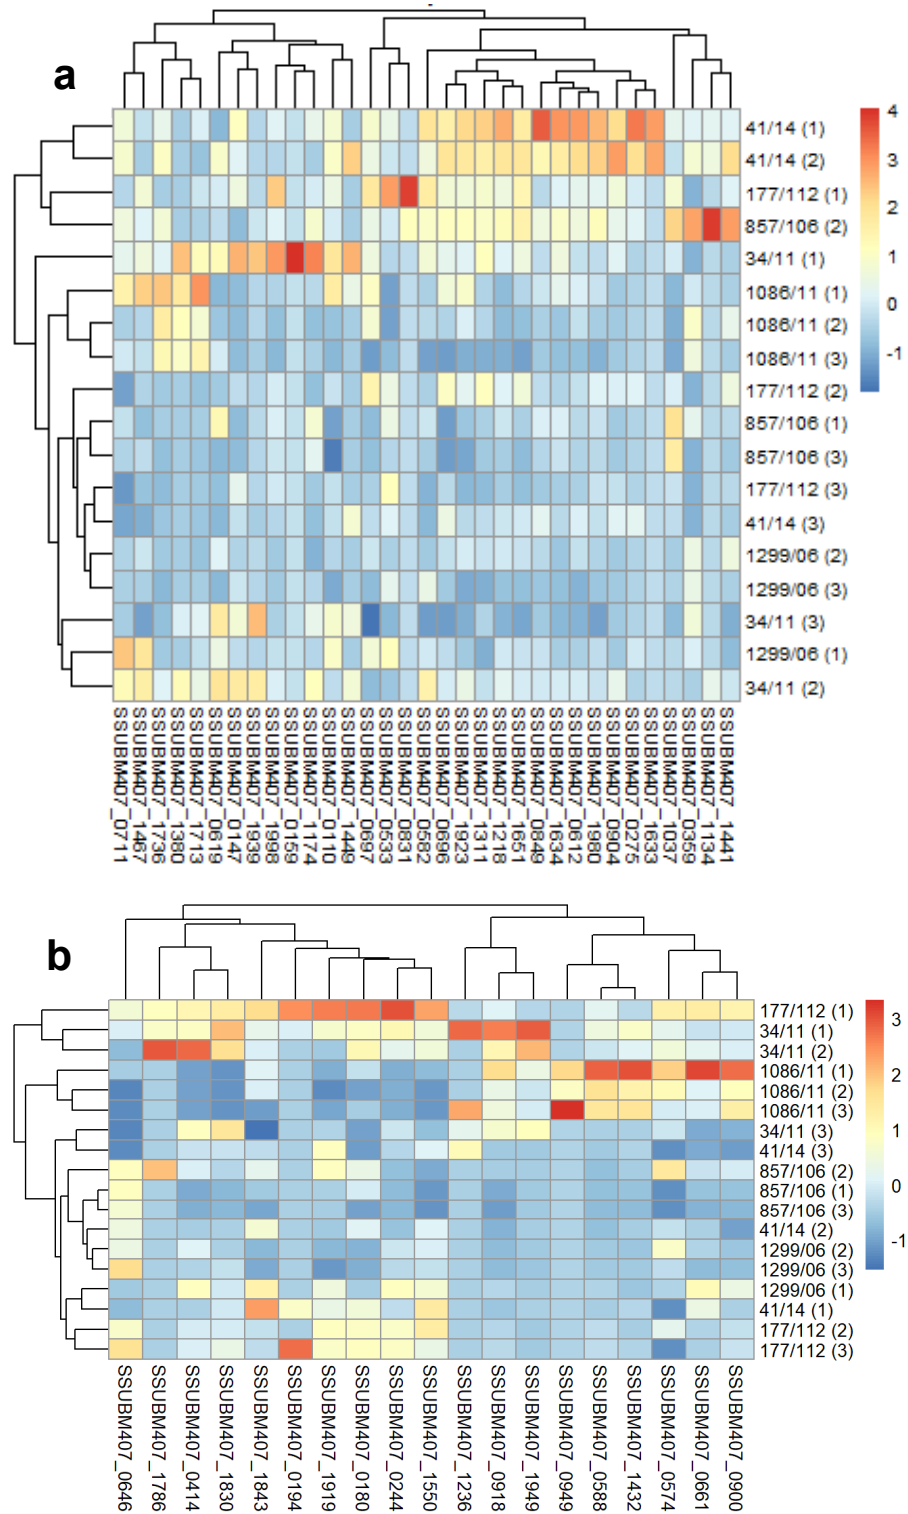 a
4
3
2
1
0
-1
41/14 (1)
41/14 (2)
177/112 (1)
857/106 (2)
34/11 (1)
1086/11 (1)
1086/11 (2)
1086/11 (3)
177/112 (2)
857/106 (1)
857/106 (3)
177/112 (3)
41/14 (3)
1299/06 (2)
1299/06 (3)
34/11 (3)
1299/06 (1)
34/11 (2)
SSUBM407_0711
SSUBM407_1467
SSUBM407_1736
SSUBM407_1380
SSUBM407_1713
SSUBM407_0619
SSUBM407_0147
SSUBM407_1939
SSUBM407_1998
SSUBM407_0159
SSUBM407_1174
SSUBM407_0110
SSUBM407_1449
SSUBM407_0697
SSUBM407_0533
SSUBM407_0831
SSUBM407_0582
SSUBM407_0696
SSUBM407_1923
SSUBM407_1311
SSUBM407_1218
SSUBM407_1651
SSUBM407_0849
SSUBM407_1634
SSUBM407_0612
SSUBM407_1980
SSUBM407_0904
SSUBM407_0275
SSUBM407_1633
SSUBM407_1037
SSUBM407_0359
SSUBM407_1134
SSUBM407_1441
b
3
2
1
0
-1
177/112 (1)
34/11 (1)
34/11 (2)
1086/11 (1)
1086/11 (2)
1086/11 (3)
34/11 (3)
41/14 (3)
857/106 (2)
857/106 (1)
857/106 (3)
41/14 (2)
1299/06 (2)
1299/06 (3)
1299/06 (1)
41/14 (1)
177/112 (2)
177/112 (3)
SSUBM407_0646
SSUBM407_1786
SSUBM407_0414
SSUBM407_1830
SSUBM407_1843
SSUBM407_0194
SSUBM407_1919
SSUBM407_0180
SSUBM407_0244
SSUBM407_1550
SSUBM407_1236
SSUBM407_0918
SSUBM407_1949
SSUBM407_0949
SSUBM407_0588
SSUBM407_1432
SSUBM407_0574
SSUBM407_0661
SSUBM407_0900